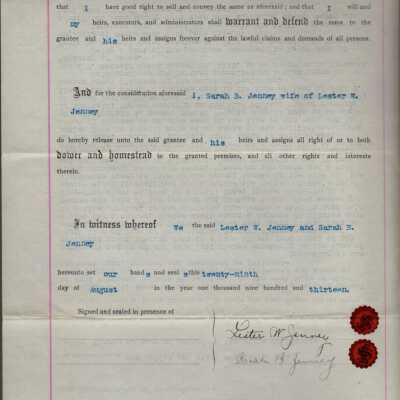 that I have good right to sell and convey the same as aforesaid; and that I will and
my heirs, executors, and administrators shall warrant and defend the same to the
grantee and his heirs and assigns forever against the lawful claims and demands of all persons.
And for the consideration aforesaid I, Sarah B. Jenney wife of Lester W.
Jenney
do hereby release unto the said grantee and his heirs and assigns all right of or to both
dower and homestead in the granted premises, and all other rights and interests
therein.
In witness whereof We the said Lester W. Jenney and Sarah B.
Jenney
hereunto set our hands and seals this twenty-ninth
day of August in the year one thousand nine hundred and thirteen.
Signed and sealed in presence of
Lester W Jenney
Sarah B Jenney